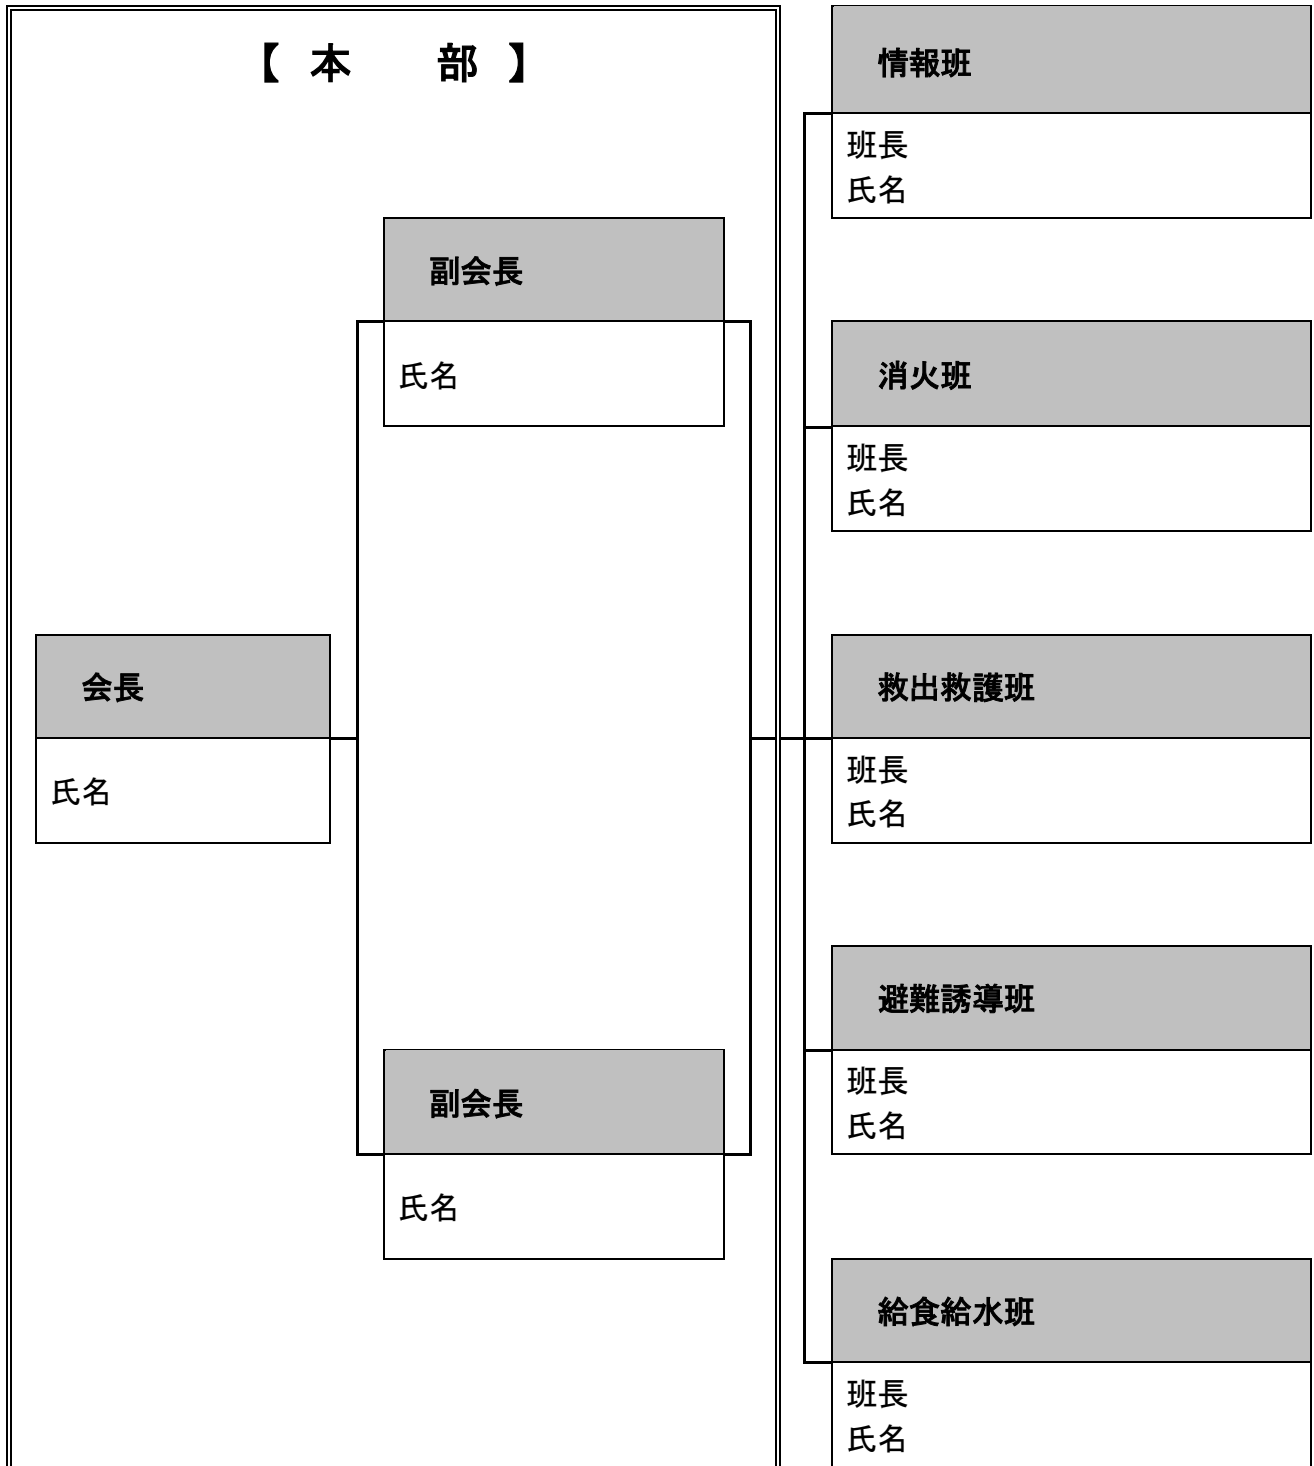 【 本　　部 】
会長
氏名
副会長
氏名
副会長
氏名
情報班
班長
氏名
消火班
班長
氏名
救出救護班
班長
氏名
避難誘導班
班長
氏名
給食給水班
班長
氏名